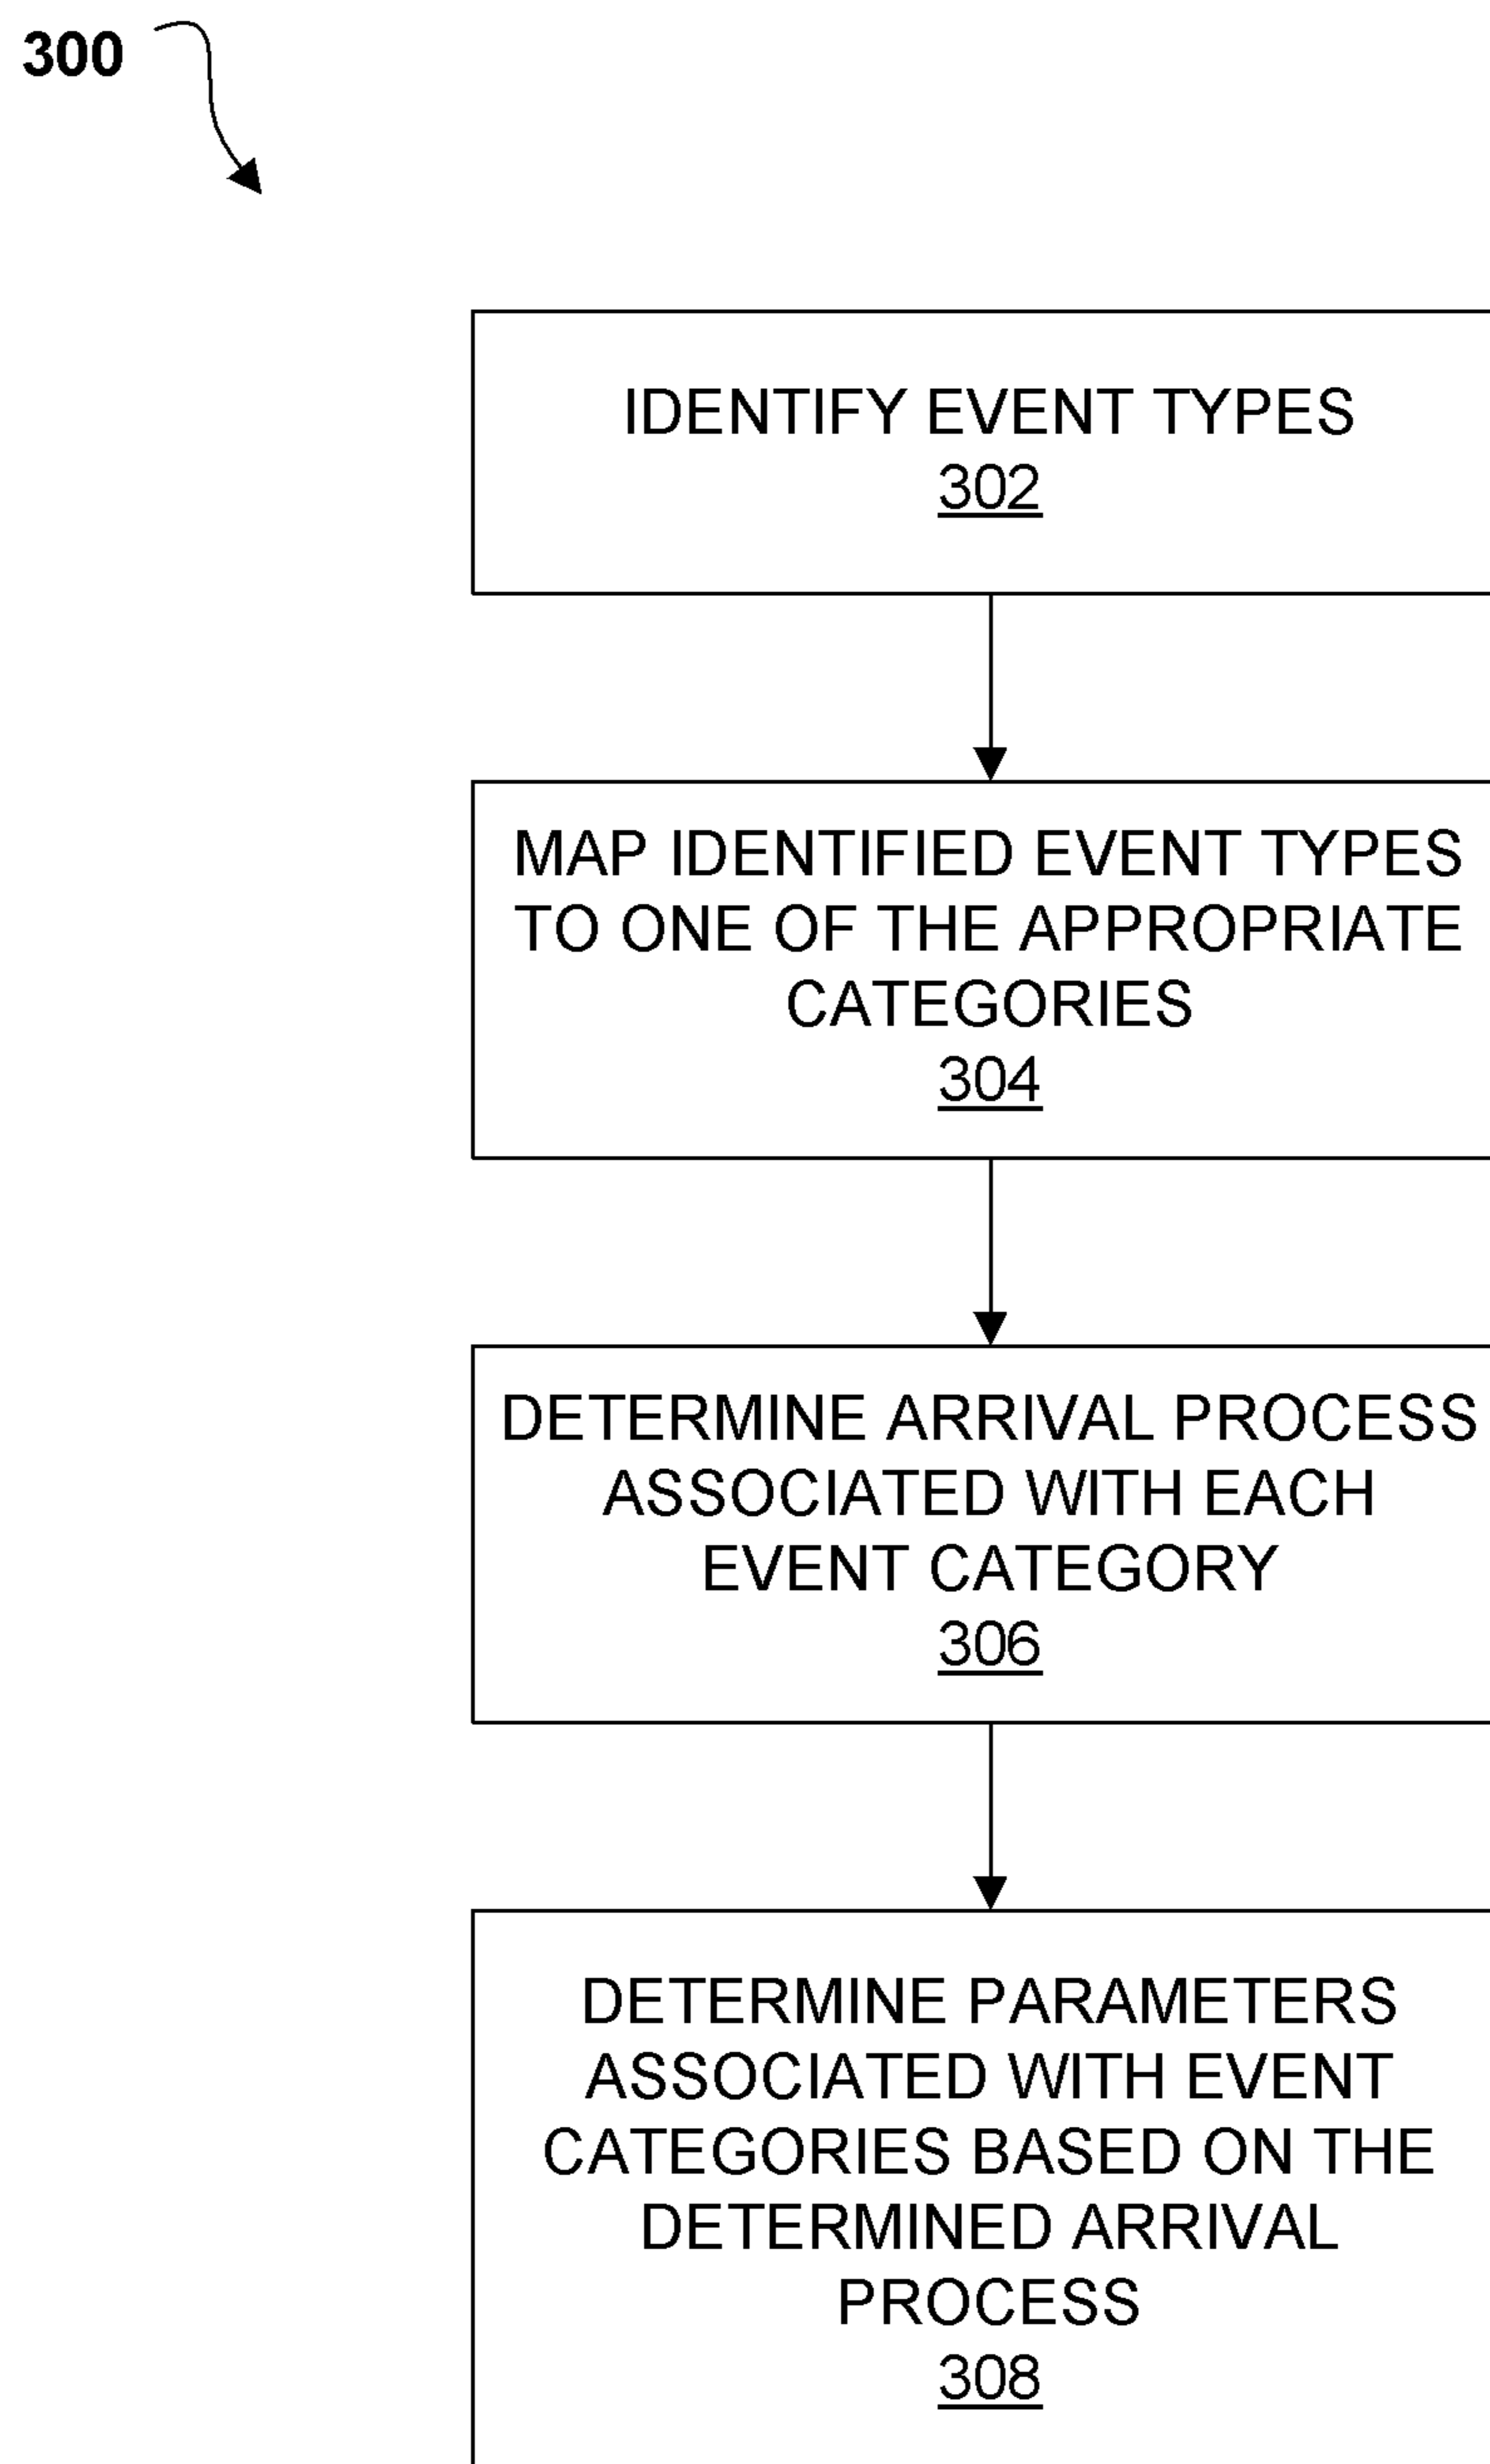 300
IDENTIFY EVENT TYPES
302
MAP IDENTIFIED EVENT TYPES
TO ONE OF THE APPROPRIATE
CATEGORIES
304
DETERMINE ARRIVAL PROCESS
ASSOCIATED WITH EACH
EVENT CATEGORY
306
DETERMINE PARAMETERS
ASSOCIATED WITH EVENT
CATEGORIES BASED ON THE
DETERMINED ARRIVAL
PROCESS
308